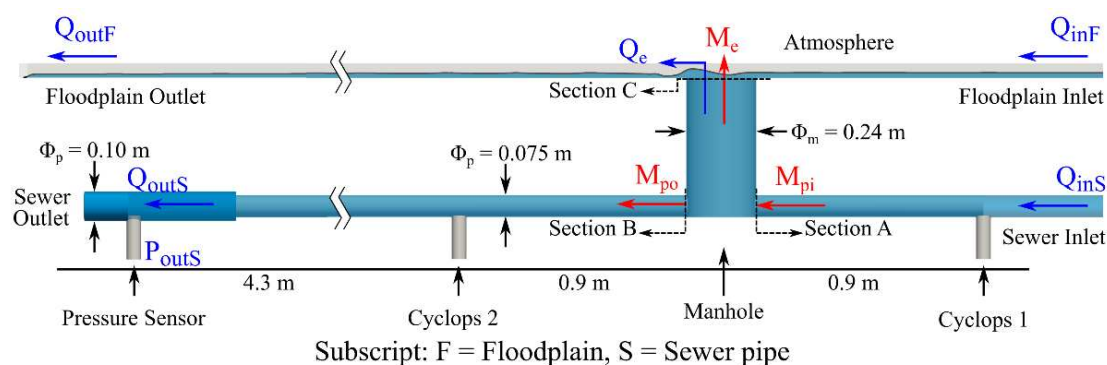 Q_outF
Q_e
M_e
Atmosphere
Q_inF
Floodplain Outlet
Section C
Floodplain Inlet
Φ_p = 0.10 m
Φ_p = 0.075 m
Φ_m = 0.24 m
Sewer
Outlet
Q_outS
M_po
M_pi
Q_inS
Section B
Section A
Sewer Inlet
P_outS
4.3 m
0.9 m
0.9 m
Pressure Sensor
Cyclops 2
Manhole
Cyclops 1
Subscript: F = Floodplain, S = Sewer pipe